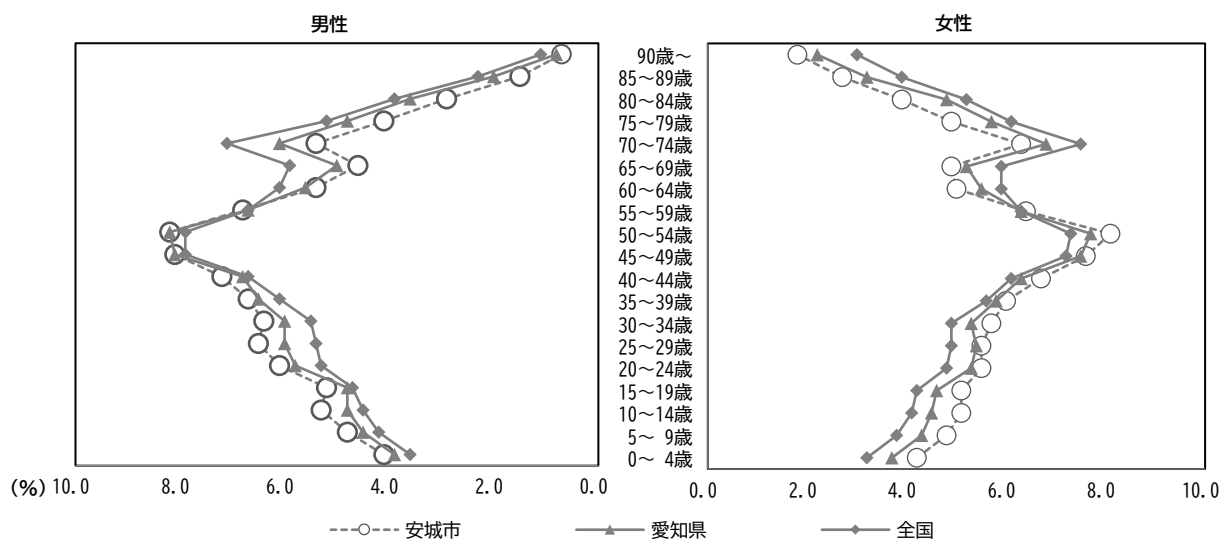 男性 女性
90歳～
85～89歳
80～84歳
75～79歳
70～74歳
65～69歳
60～64歳
55～59歳
50～54歳
45～49歳
40～44歳
35～39歳
30～34歳
25～29歳
20～24歳
15～19歳
10～14歳
5～ 9歳
0～ 4歳
(%) 10.0 8.0 6.0 4.0 2.0 0.0 0.0 2.0 4.0 6.0 8.0 10.0
安城市 愛知県 全国